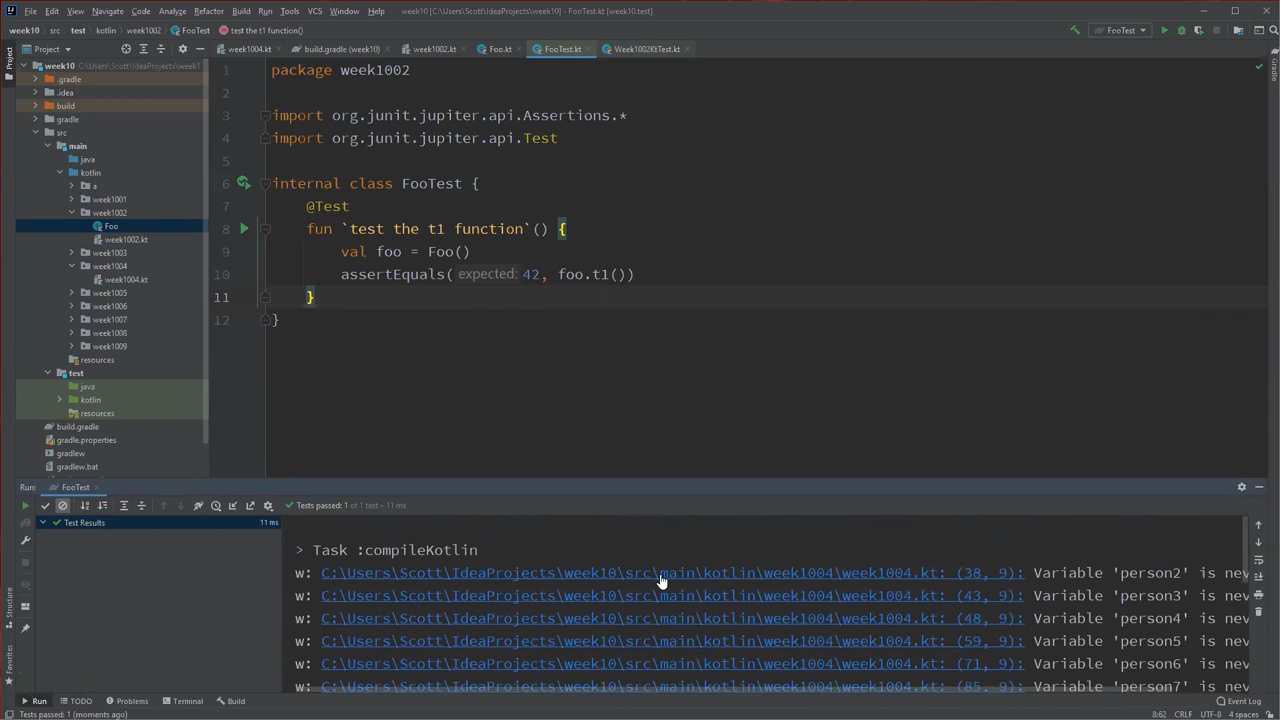 File Edit View Navigate Code Analyze Refactor Build Run Tools VCS Window Help week10 [C:\Users\Scott\IdeaProjects\week10] - FooTest.kt [week10.test]
week10 src test kotlin week1002 FooTest test the t1 function() FooTest
Project week1004.kt build.gradle (week10) week1002.kt Foo.kt FooTest.kt Week1002KtTest.kt
Project
Gradle
week10 C:\Users\Scott\IdeaProjects\week1
.gradle
.idea
build
gradle
src
main
java
kotlin
a
week1001
week1002
Foo
week1002.kt
week1003
week1004
week1004.kt
week1005
week1006
week1007
week1008
week1009
resources
test
java
kotlin
resources
build.gradle
gradle.properties
gradlew
gradlew.bat
1 package week1002
2
3 import org.junit.jupiter.api.Assertions.*
4 import org.junit.jupiter.api.Test
5
6 internal class FooTest {
7 @Test
8 fun `test the t1 function`() {
9 val foo = Foo()
10 assertEquals( expected: 42, foo.t1())
11 }
12 }
Run: FooTest
Tests passed: 1 of 1 test – 11 ms
Test Results 11 ms
> Task :compileKotlin
w: C:\Users\Scott\IdeaProjects\week10\src\main\kotlin\week1004\week1004.kt: (38, 9): Variable 'person2' is nev
w: C:\Users\Scott\IdeaProjects\week10\src\main\kotlin\week1004\week1004.kt: (43, 9): Variable 'person3' is nev
w: C:\Users\Scott\IdeaProjects\week10\src\main\kotlin\week1004\week1004.kt: (48, 9): Variable 'person4' is nev
w: C:\Users\Scott\IdeaProjects\week10\src\main\kotlin\week1004\week1004.kt: (59, 9): Variable 'person5' is nev
w: C:\Users\Scott\IdeaProjects\week10\src\main\kotlin\week1004\week1004.kt: (71, 9): Variable 'person6' is nev
w: C:\Users\Scott\IdeaProjects\week10\src\main\kotlin\week1004\week1004.kt: (85, 9): Variable 'person7' is nev
Structure
Favorites
Run TODO Problems Terminal Build Event Log
Tests passed: 1 (moments ago) 8:62 CRLF UTF-8 4 spaces